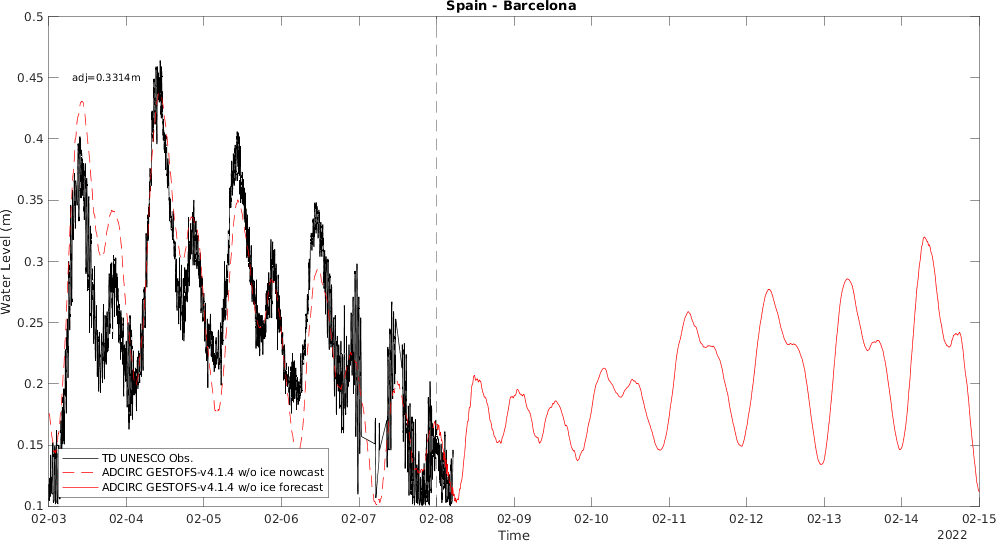 Spain - Barcelona
0.5
0.45
0.4
0.35
0.3
0.25
0.2
0.15
0.1
Water Level (m)
adj=0.3314m
TD UNESCO Obs.
ADCIRC GESTOFS-v4.1.4 w/o ice nowcast
ADCIRC GESTOFS-v4.1.4 w/o ice forecast
02-03 02-04 02-05 02-06 02-07 02-08 02-09 02-10 02-11 02-12 02-13 02-14 02-15
Time
2022